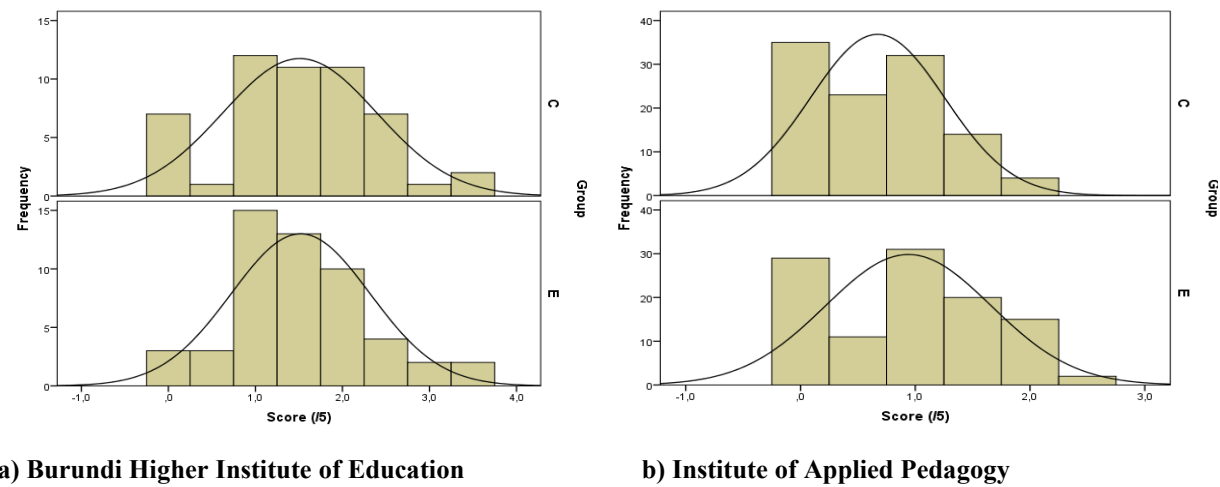 15
10
5
0
C
15
10
5
0
E
Frequency
Group
-1,0
,0
1,0
2,0
3,0
4,0
Score (/5)
40
30
20
10
0
C
40
30
20
10
0
E
Frequency
Group
-1,0
,0
1,0
2,0
3,0
Score (/5)
a) Burundi Higher Institute of Education
b) Institute of Applied Pedagogy